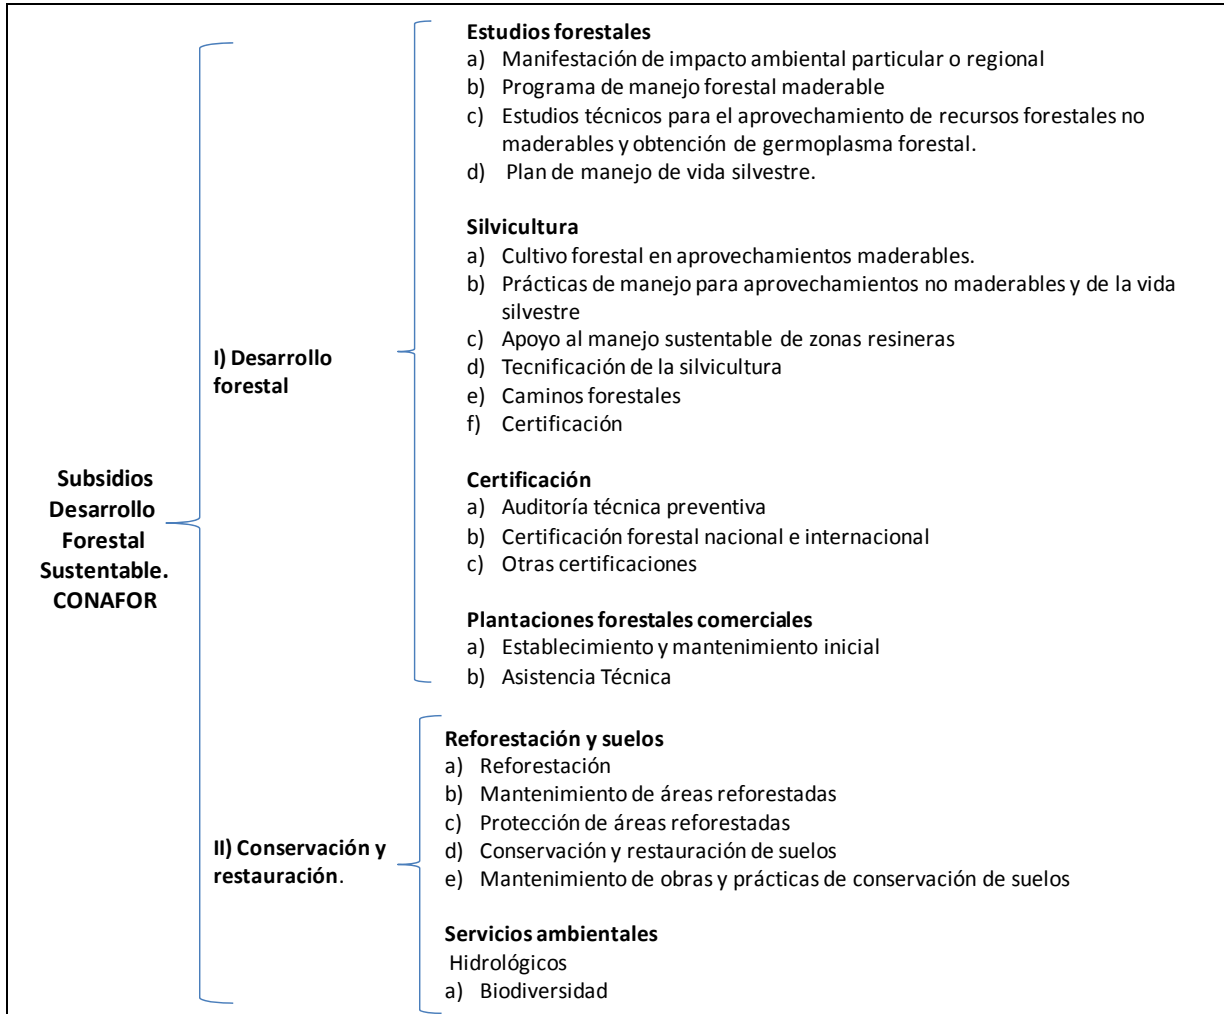 Subsidios
Desarrollo
Forestal
Sustentable.
CONAFOR
I) Desarrollo
forestal
Estudios forestales
a) Manifestación de impacto ambiental particular o regional
b) Programa de manejo forestal maderable
c) Estudios técnicos para el aprovechamiento de recursos forestales no
maderables y obtención de germoplasma forestal.
d) Plan de manejo de vida silvestre.
Silvicultura
a) Cultivo forestal en aprovechamientos maderables.
b) Prácticas de manejo para aprovechamientos no maderables y de la vida
silvestre
c) Apoyo al manejo sustentable de zonas resineras
d) Tecnificación de la silvicultura
e) Caminos forestales
f) Certificación
Certificación
a) Auditoría técnica preventiva
b) Certificación forestal nacional e internacional
c) Otras certificaciones
Plantaciones forestales comerciales
a) Establecimiento y mantenimiento inicial
b) Asistencia Técnica
II) Conservación y
restauración.
Reforestación y suelos
a) Reforestación
b) Mantenimiento de áreas reforestadas
c) Protección de áreas reforestadas
d) Conservación y restauración de suelos
e) Mantenimiento de obras y prácticas de conservación de suelos
Servicios ambientales
Hidrológicos
a) Biodiversidad